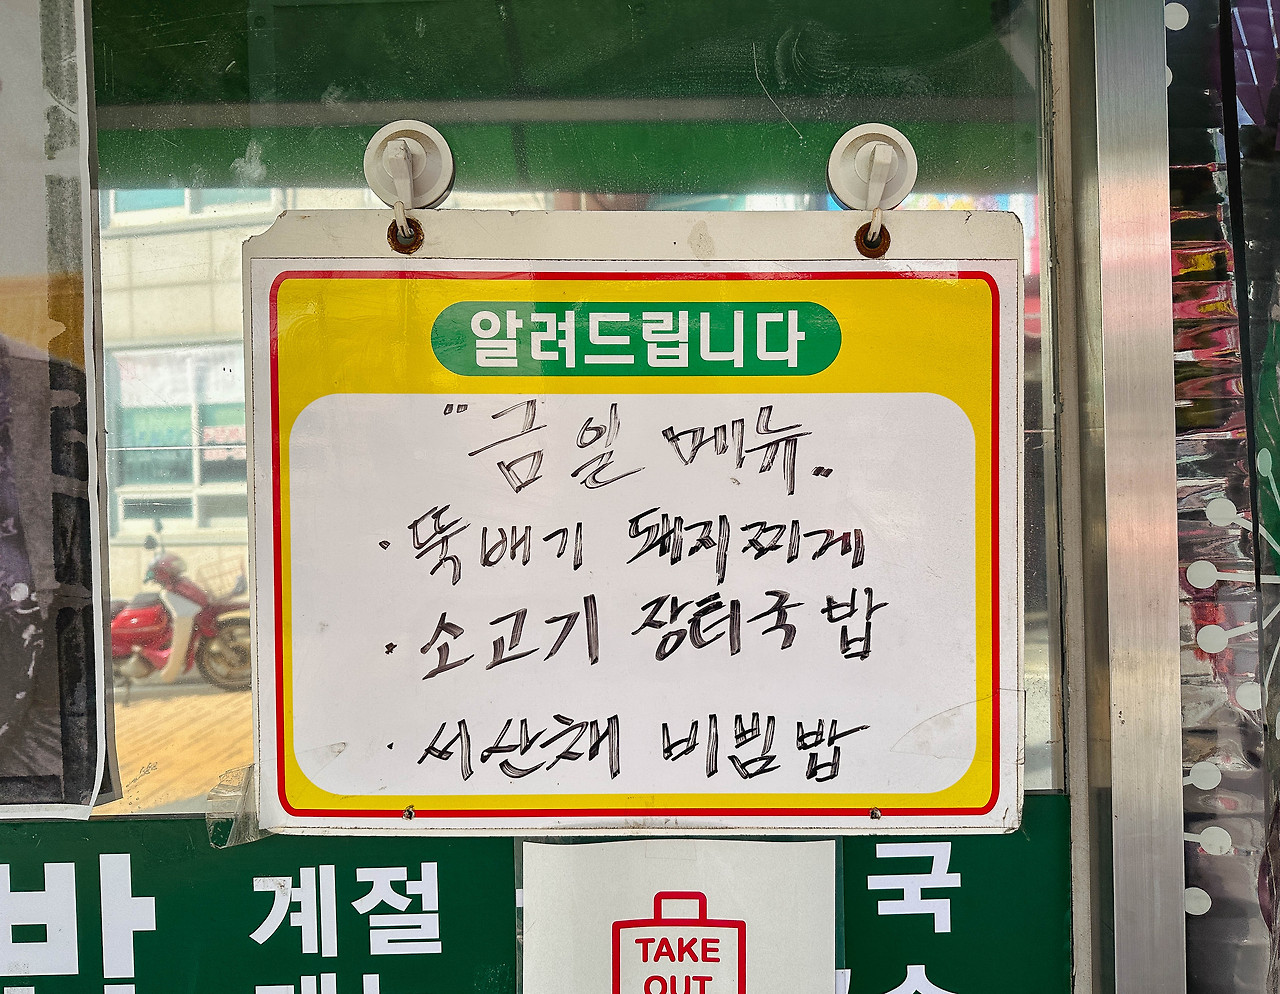 알려드립니다
"금일 메뉴"
· 뚝배기 돼지찌게
· 소고기 장터국밥
· 서산채 비빔밥
계절
국
TAKE
OUT